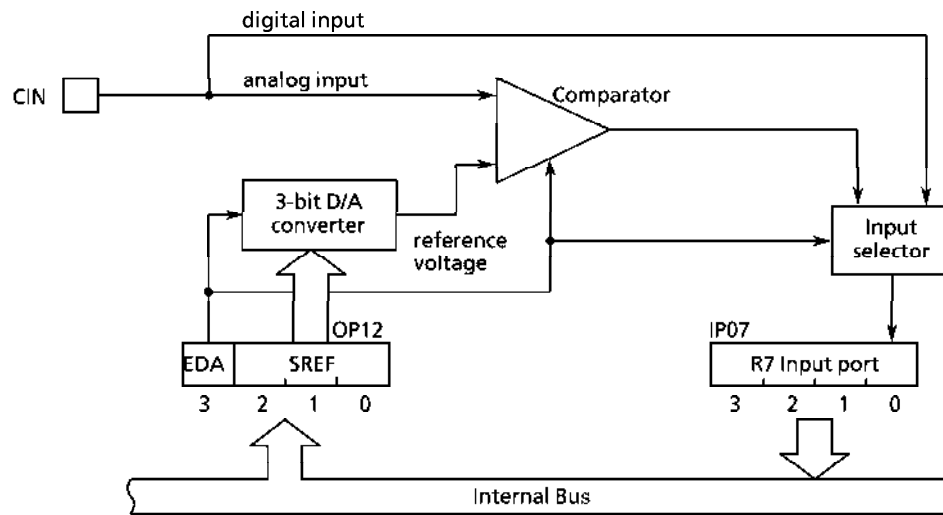 digital input
CIN
analog input
Comparator
3-bit D/A
converter
reference
voltage
Input
selector
OP12
IP07
EDA
SREF
R7 Input port
3 2 1 0
3 2 1 0
Internal Bus